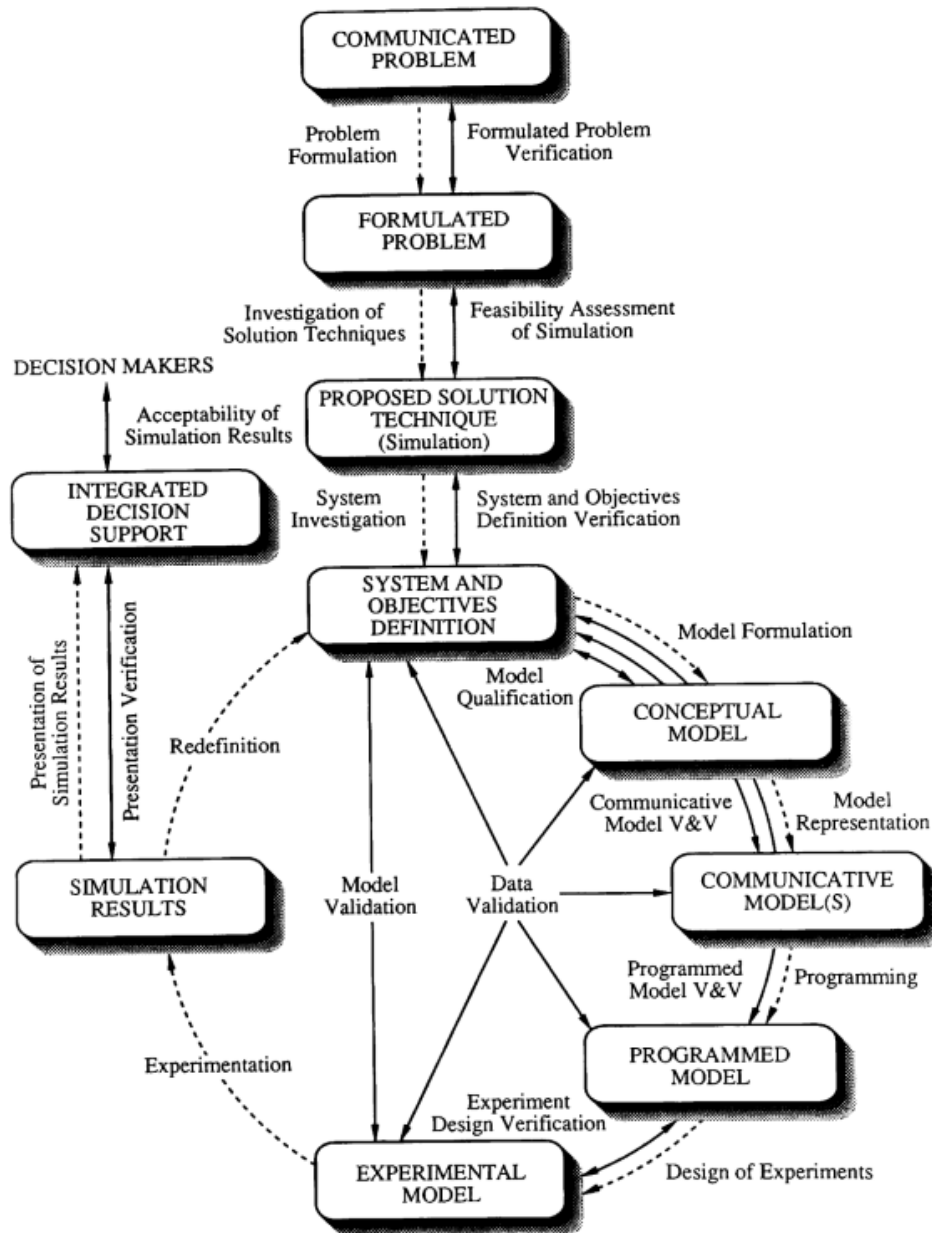 COMMUNICATED
PROBLEM
Problem
Formulation
Formulated Problem
Verification
FORMULATED
PROBLEM
Investigation of
Solution Techniques
Feasibility Assessment
of Simulation
DECISION MAKERS
Acceptability of
Simulation Results
PROPOSED SOLUTION
TECHNIQUE
(Simulation)
INTEGRATED
DECISION
SUPPORT
System
Investigation
System and Objectives
Definition Verification
SYSTEM AND
OBJECTIVES
DEFINITION
Model Formulation
Model
Qualification
CONCEPTUAL
MODEL
Presentation of
Simulation Results
Presentation Verification
Redefinition
Communicative
Model V&V
Model
Representation
SIMULATION
RESULTS
Model
Validation
Data
Validation
COMMUNICATIVE
MODEL(S)
Programmed
Model V&V
Programming
PROGRAMMED
MODEL
Experimentation
Experiment
Design Verification
EXPERIMENTAL
MODEL
Design of Experiments